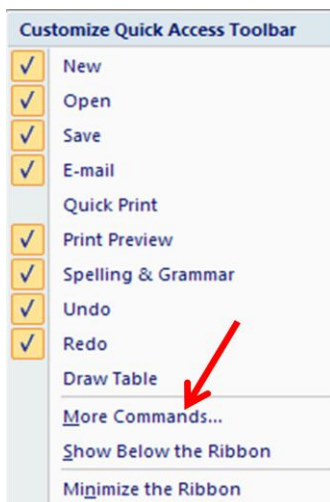 Customize Quick Access Toolbar
New
Open
Save
E-mail
Quick Print
Print Preview
Spelling & Grammar
Undo
Redo
Draw Table
More Commands...
Show Below the Ribbon
Minimize the Ribbon